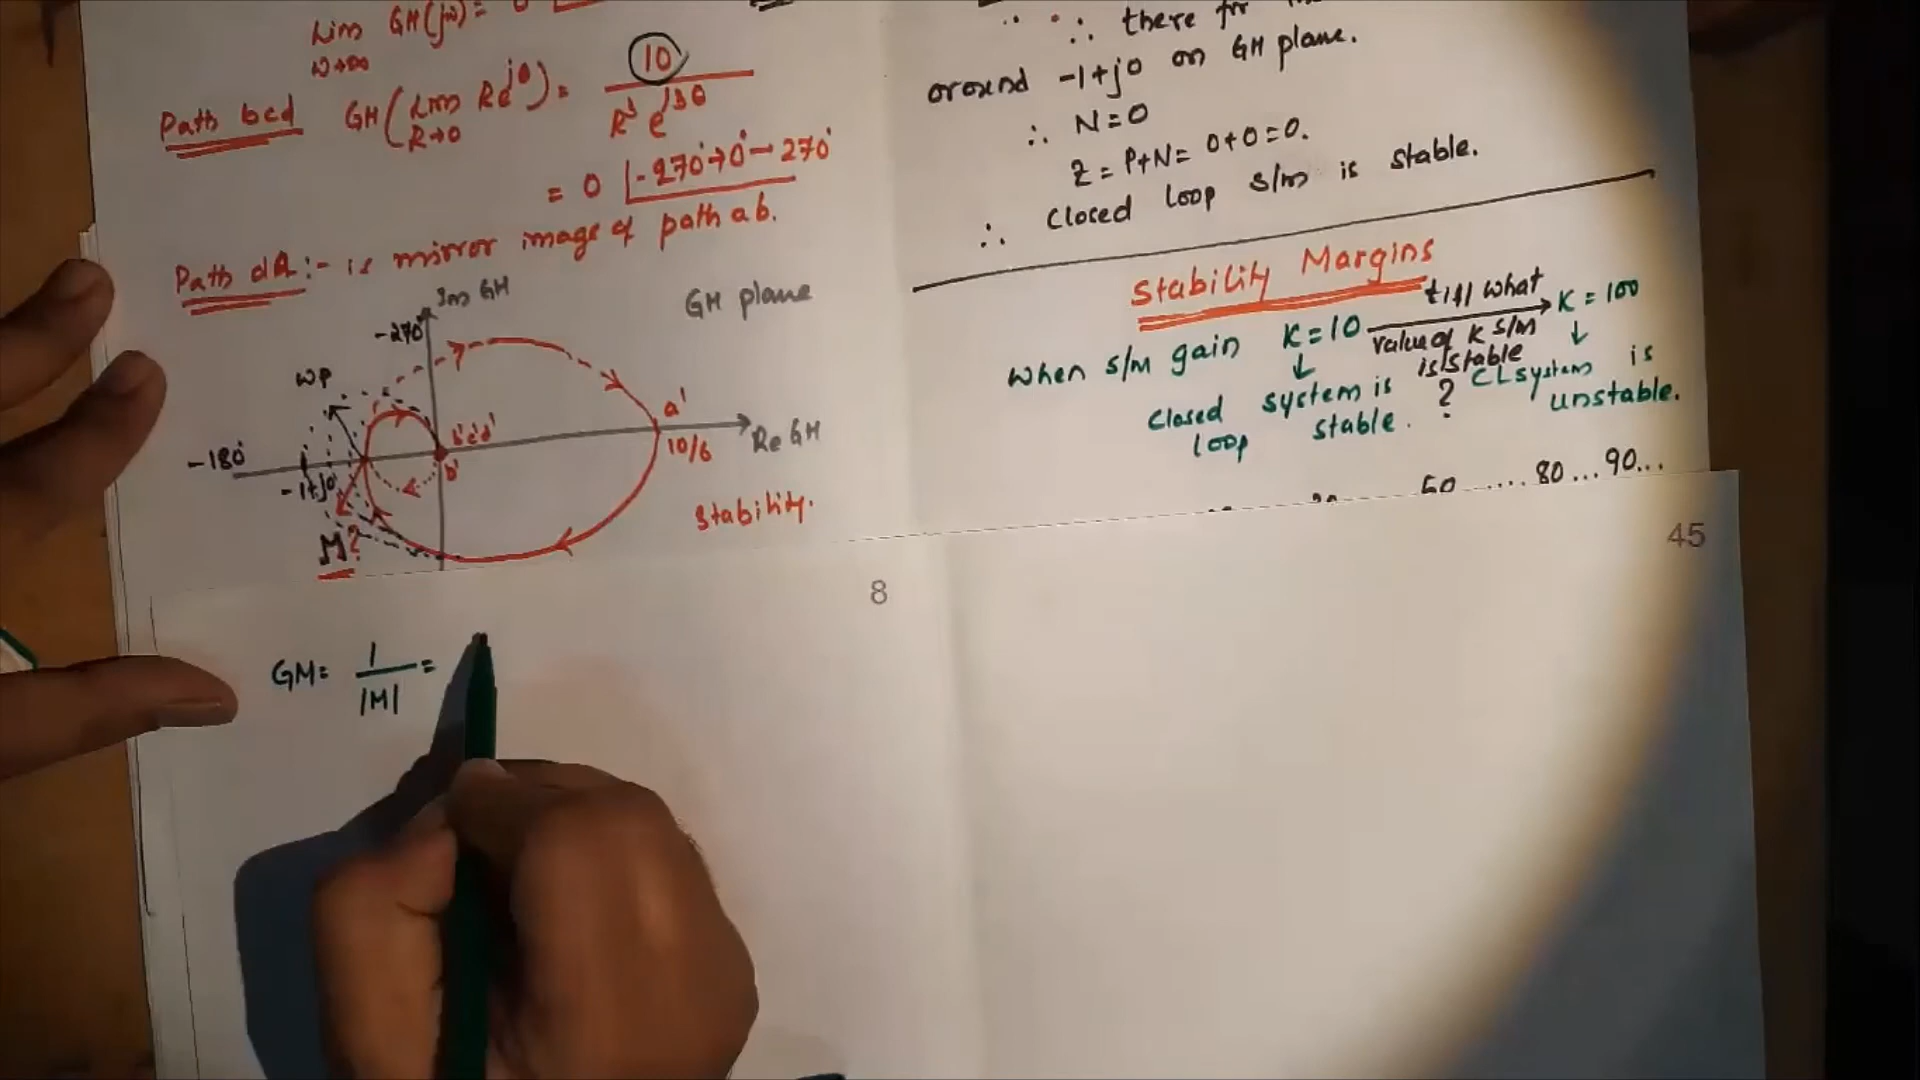 Lim GH(jω) = 0
ω→∞
Path bcd GH(Lim Re^jθ) = 10
R→0 R³ e^j3θ
= 0 |-270°→0°→270°
Path da :- is mirror image of path ab.
Im GH
GH plane
-270°
ωp
a'
b'c'd'
Re GH
10/6
-180°
b'
-1+j0
Stability.
M?
∴ there for
around -1+j0 on GH plane.
∴ N=0
Z = P+N = 0+0=0.
∴ Closed loop s/m is stable.
Stability Margins
When s/m gain K=10 till what value of K s/m is stable ? K=100
Closed loop system is stable.
CL system is unstable.
60 .... 80 ... 90...
45
8
GM = 1 =
|M|